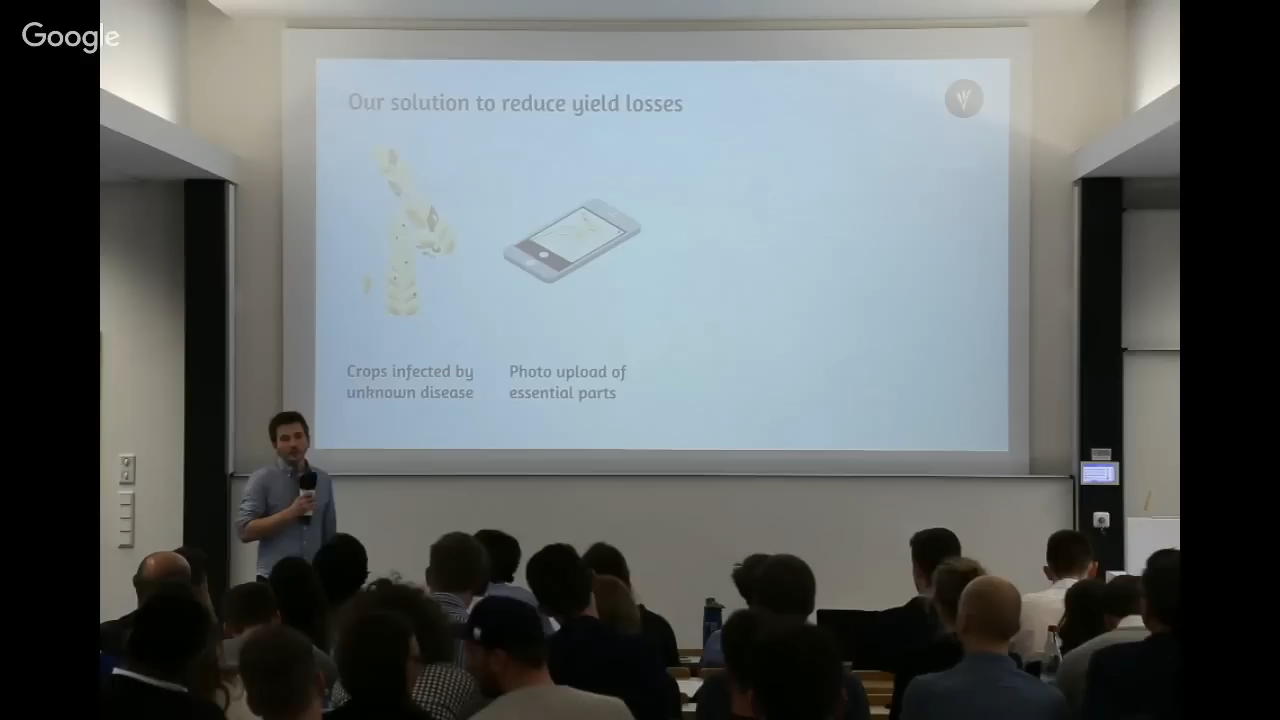 Google
Our solution to reduce yield losses
Crops infected by
unknown disease
Photo upload of
essential parts